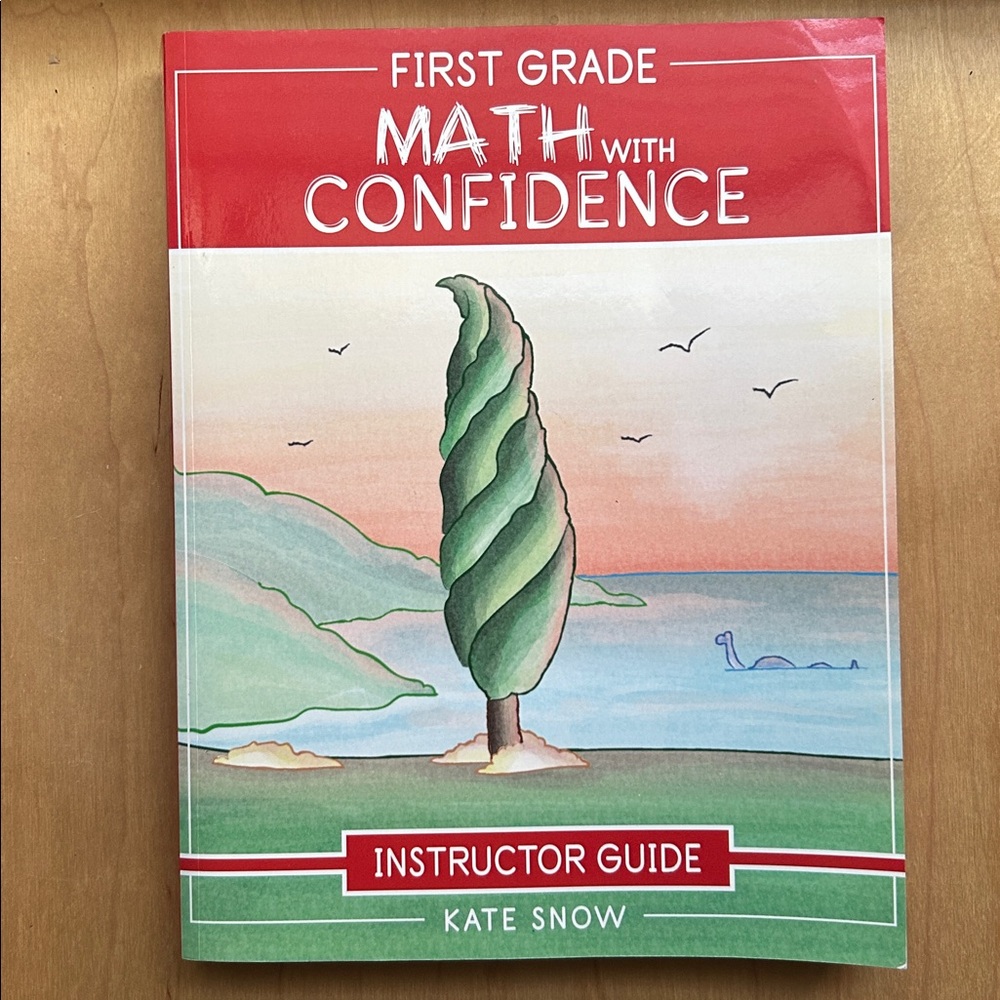 FIRST GRADE
MATH WITH
CONFIDENCE
INSTRUCTOR GUIDE
KATE SNOW